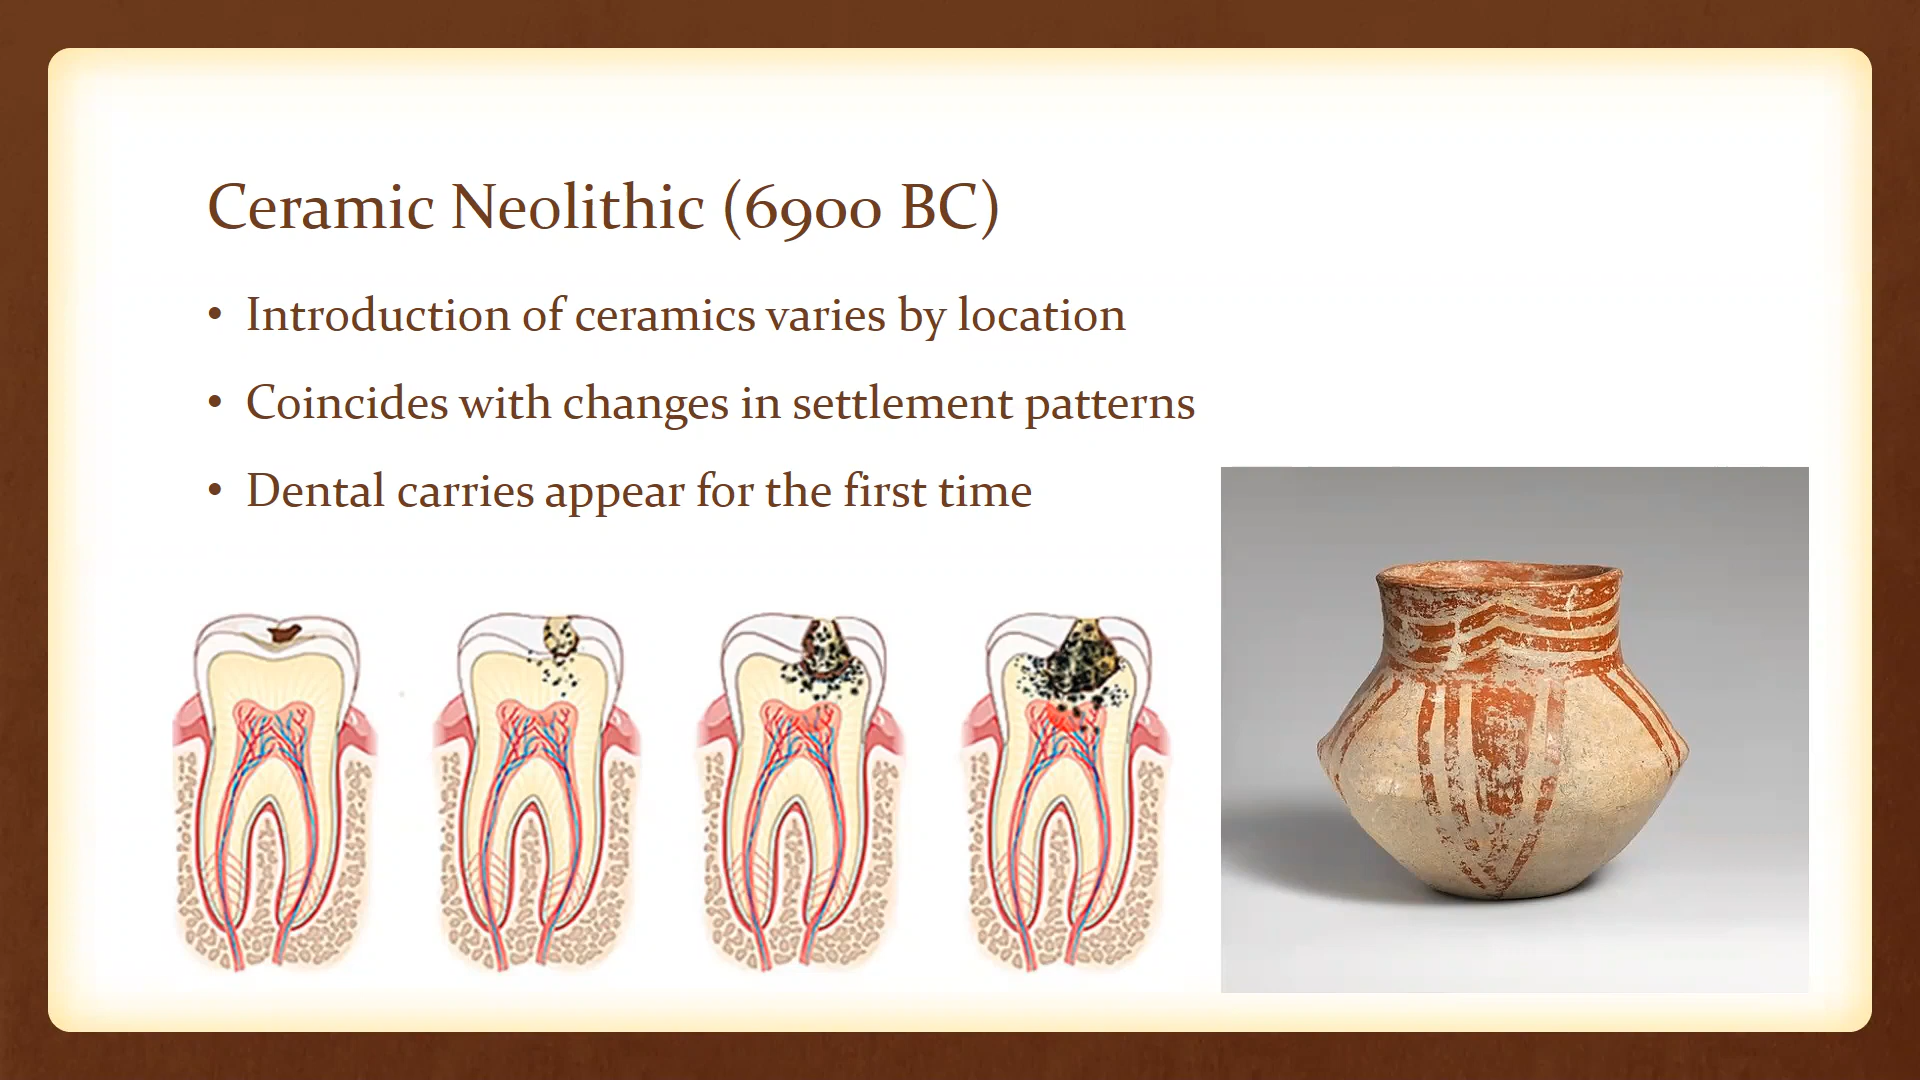 Ceramic Neolithic (6900 BC)
• Introduction of ceramics varies by location
• Coincides with changes in settlement patterns
• Dental carries appear for the first time